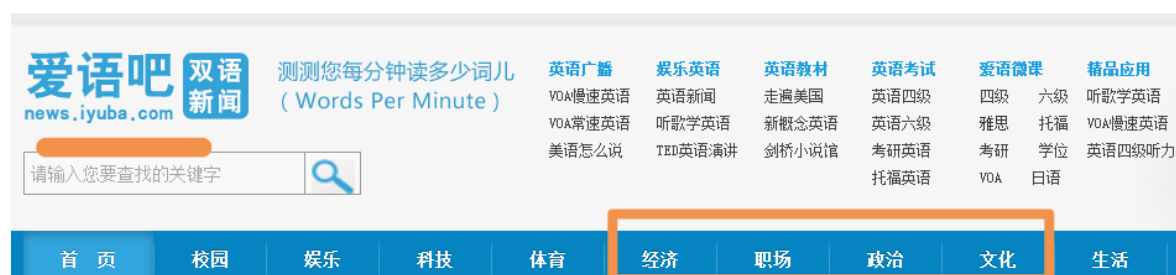 爱语吧 双语新闻
news.iyuba.com
测测您每分钟读多少词儿
( Words Per Minute )
请输入您要查找的关键字
英语广播
VOA慢速英语
VOA常速英语
美语怎么说
娱乐英语
英语新闻
听歌学英语
TED英语演讲
英语教材
走遍美国
新概念英语
剑桥小说馆
英语考试
英语四级
英语六级
考研英语
托福英语
爱语微课
四级 六级
雅思 托福
考研 学位
VOA 日语
精品应用
听歌学英语
VOA慢速英语
英语四级听力
首 页 校园 娱乐 科技 体育 经济 职场 政治 文化 生活